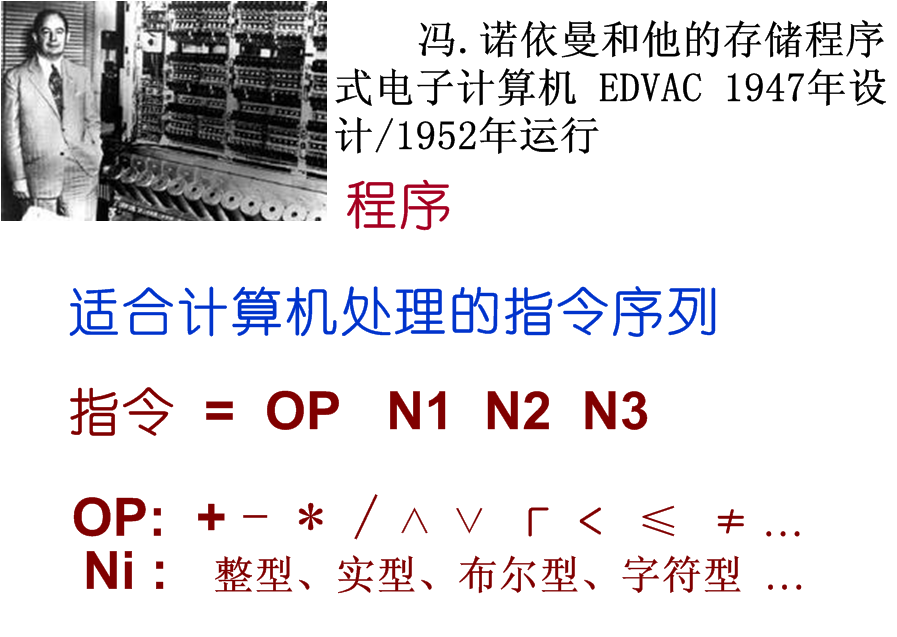 冯.诺依曼和他的存储程序
式电子计算机 EDVAC 1947年设
计/1952年运行
程序
适合计算机处理的指令序列
指令 = OP N1 N2 N3
OP: + - * / ∧ ∨ ┌ < ≤ ≠ …
Ni : 整型、实型、布尔型、字符型 …